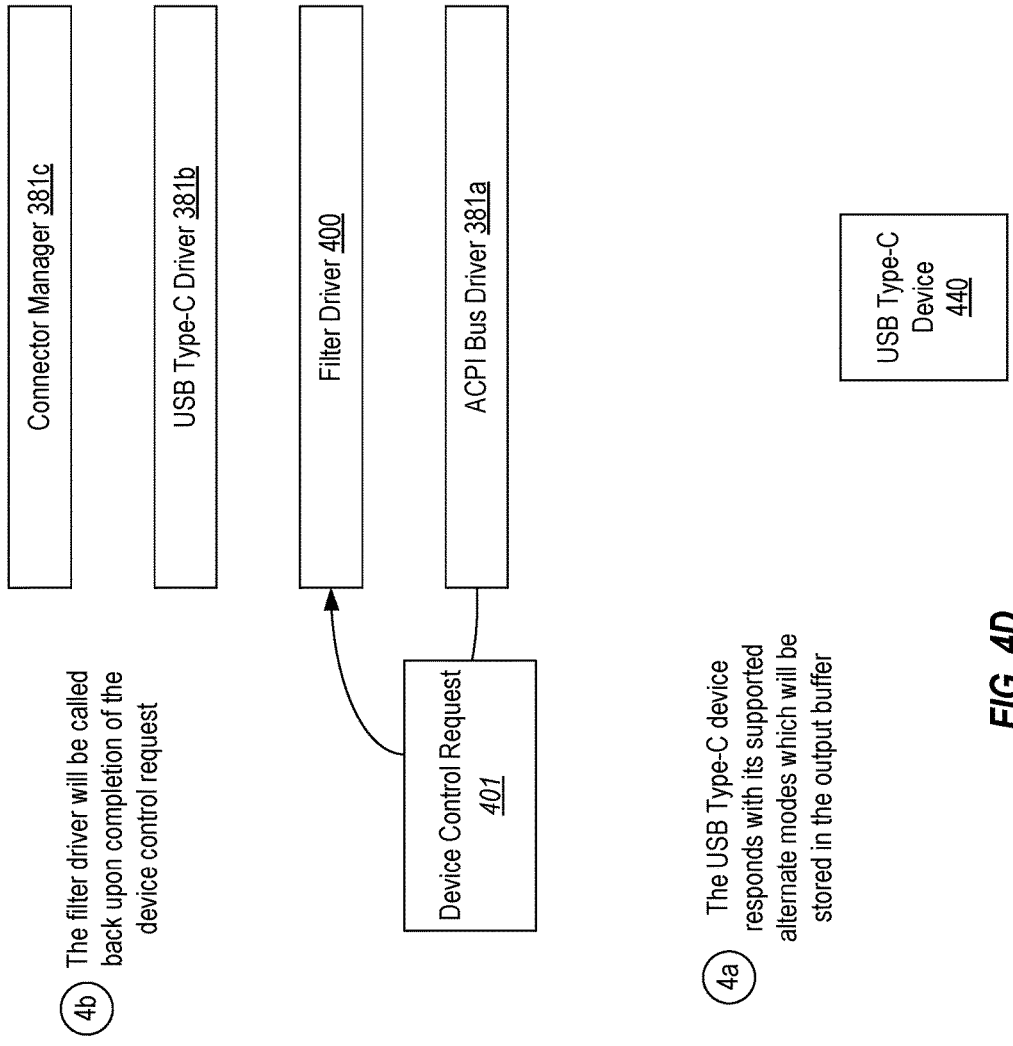 4b
The filter driver will be called
back upon completion of the
device control request
Connector Manager 381c
USB Type-C Driver 381b
Filter Driver 400
Device Control Request
401
ACPI Bus Driver 381a
4a
The USB Type-C device
responds with its supported
alternate modes which will be
stored in the output buffer
USB Type-C
Device
440
FIG. 4D